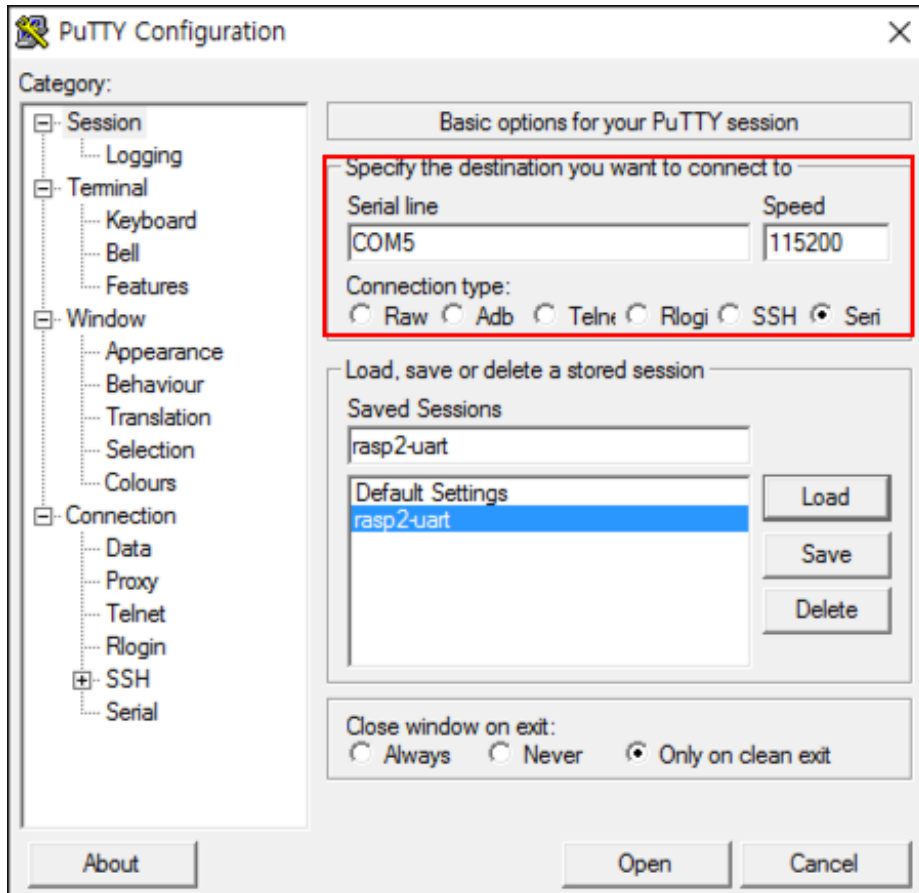 PuTTY Configuration
Category:
Session
Logging
Terminal
Keyboard
Bell
Features
Window
Appearance
Behaviour
Translation
Selection
Colours
Connection
Data
Proxy
Telnet
Rlogin
SSH
Serial
Basic options for your PuTTY session
Specify the destination you want to connect to
Serial line Speed
COM5 115200
Connection type:
Raw Adb Telne Rlogi SSH Seri
Load, save or delete a stored session
Saved Sessions
rasp2-uart
Default Settings
rasp2-uart
Load
Save
Delete
Close window on exit:
Always Never Only on clean exit
About Open Cancel